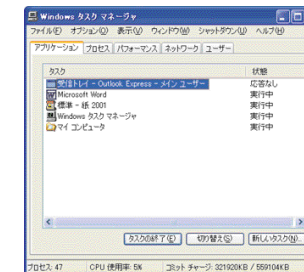 Windows タスク マネージャ
ファイル(F) オプション(O) 表示(V) ウィンドウ(W) シャットダウン(U) ヘルプ(H)
アプリケーション プロセス パフォーマンス ネットワーク ユーザー
タスク 状態
受信トレイ - Outlook Express - メイン ユーザー 応答なし
Microsoft Word 実行中
標準 - 紙 2001 実行中
Windows タスク マネージャ 実行中
マイ コンピュータ 実行中
タスクの終了(E) 切り替え(S) 新しいタスク(N)...
プロセス: 47 CPU 使用率: 5% コミット チャージ: 321920KB / 559104KB